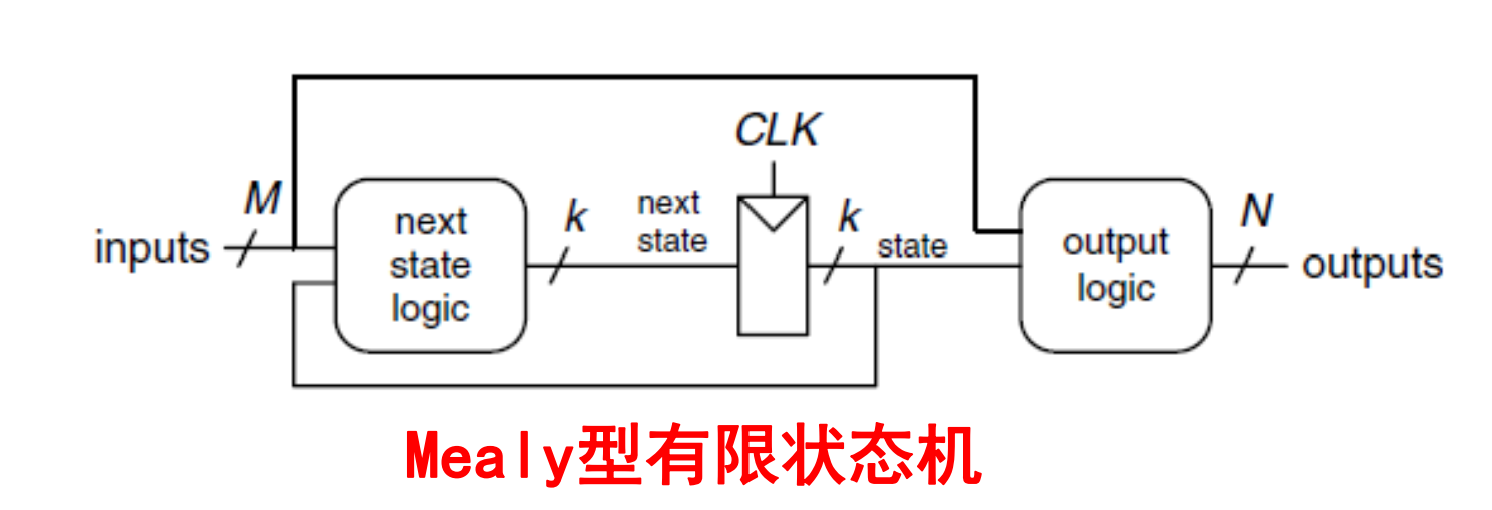 CLK
M
inputs
next
state
logic
k
next
state
k
state
output
logic
N
outputs
Mealy型有限状态机